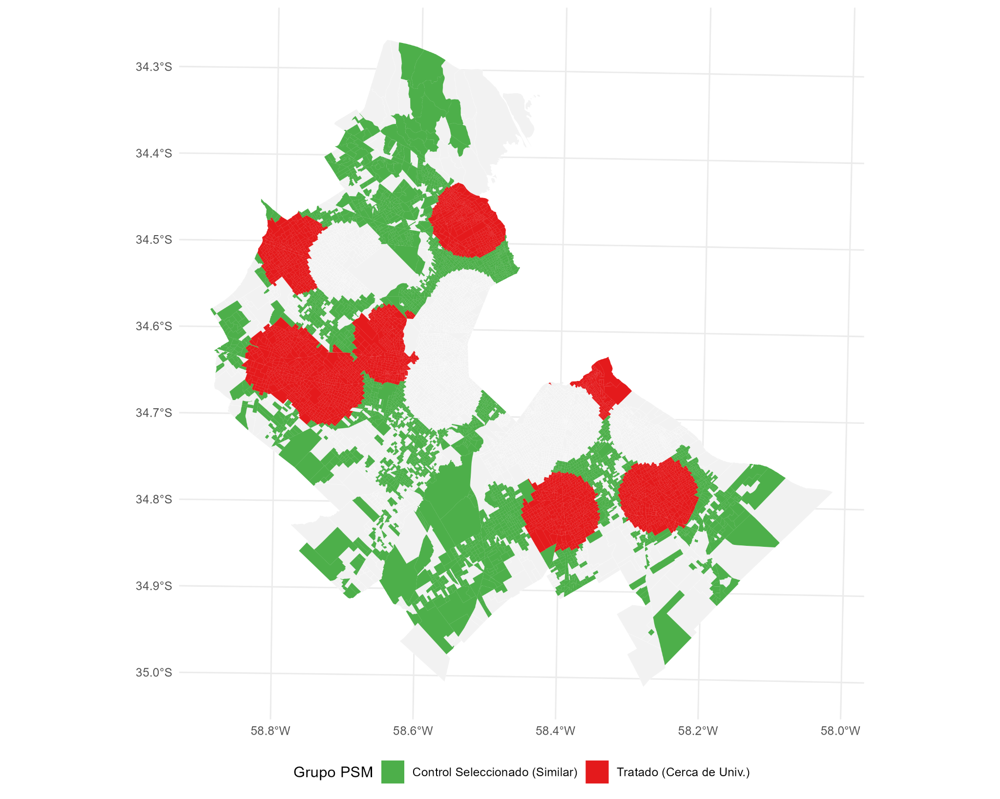 34.3°S
34.4°S
34.5°S
34.6°S
34.7°S
34.8°S
34.9°S
35.0°S
58.8°W 58.6°W 58.4°W 58.2°W 58.0°W
Grupo PSM Control Seleccionado (Similar) Tratado (Cerca de Univ.)